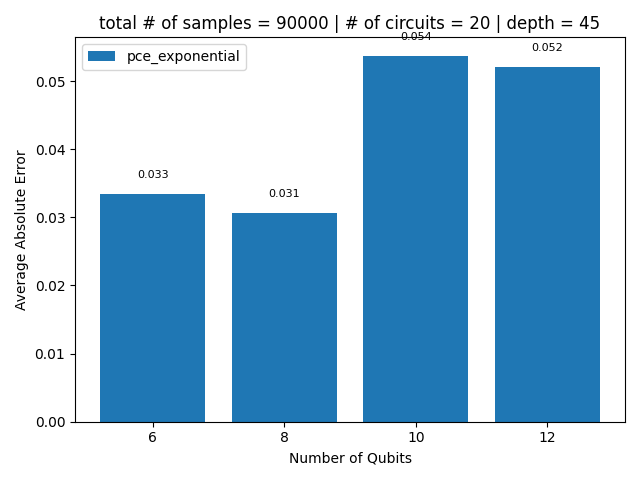 total # of samples = 90000 | # of circuits = 20 | depth = 45
pce_exponential
0.054
0.052
0.033
0.031
Average Absolute Error
0.05
0.04
0.03
0.02
0.01
0.00
6 8 10 12
Number of Qubits